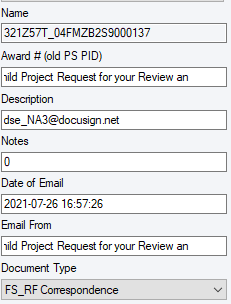 Name
321Z57T_04FMZB2S9000137
Award # (old PS PID)
Project Request for your Review an
Description
dse_NA3@docusign.net
Notes
0
Date of Email
2021-07-26 16:57:26
Email From
Project Request for your Review an
Document Type
FS_RF Correspondence